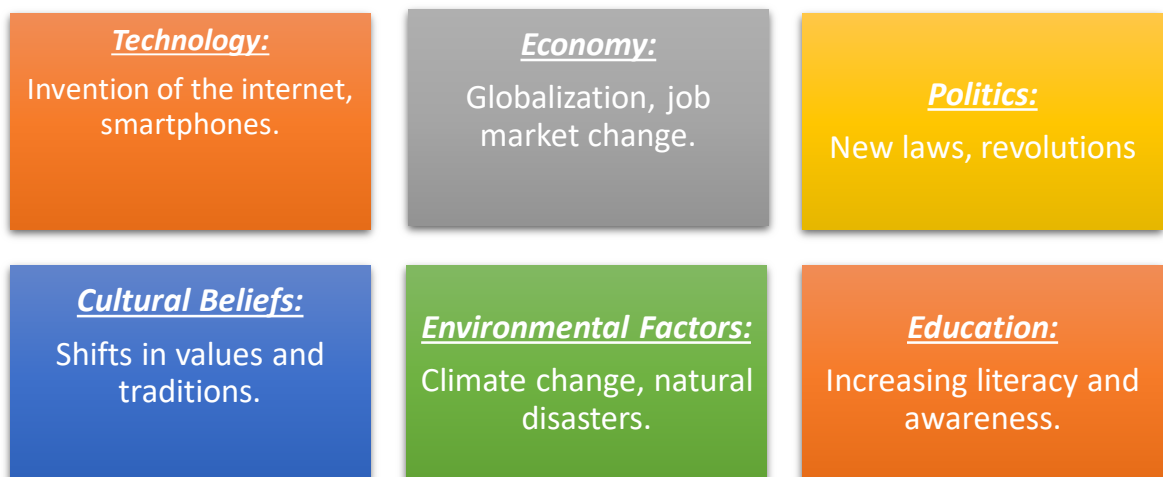 Technology:
Invention of the internet,
smartphones.
Economy:
Globalization, job
market change.
Politics:
New laws, revolutions
Cultural Beliefs:
Shifts in values and
traditions.
Environmental Factors:
Climate change, natural
disasters.
Education:
Increasing literacy and
awareness.